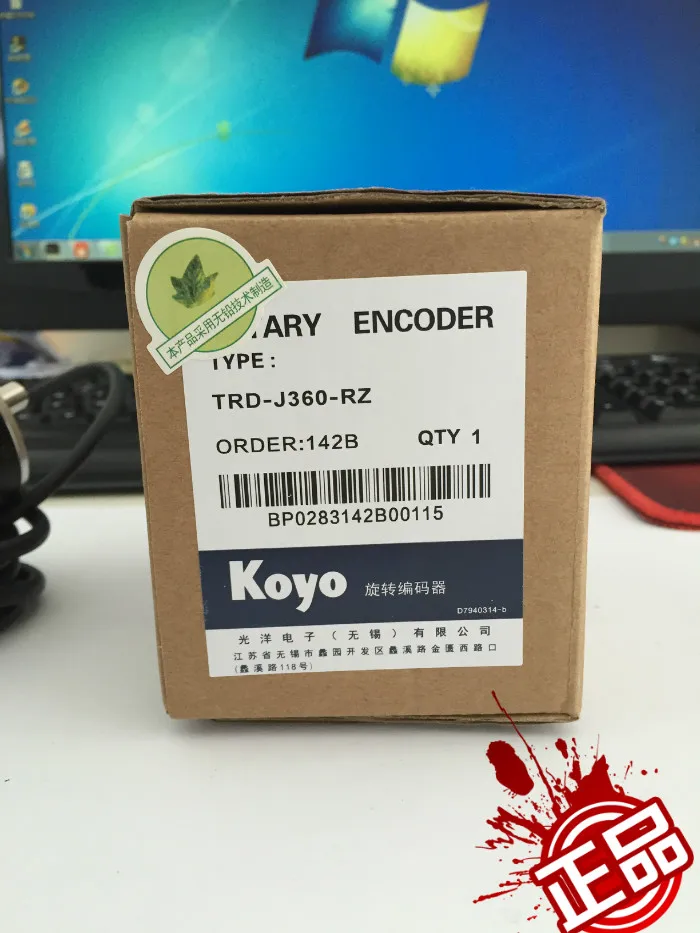 本产品采用无铅技术制造
TARY ENCODER
TYPE:
TRD-J360-RZ
ORDER:142B QTY 1
BP0283142B00115
Koyo 旋转编码器
D7940314-b
光洋电子(无锡)有限公司
江苏省无锡市蠡园开发区蠡溪路金匮西路口
(蠡溪路118号)
正品